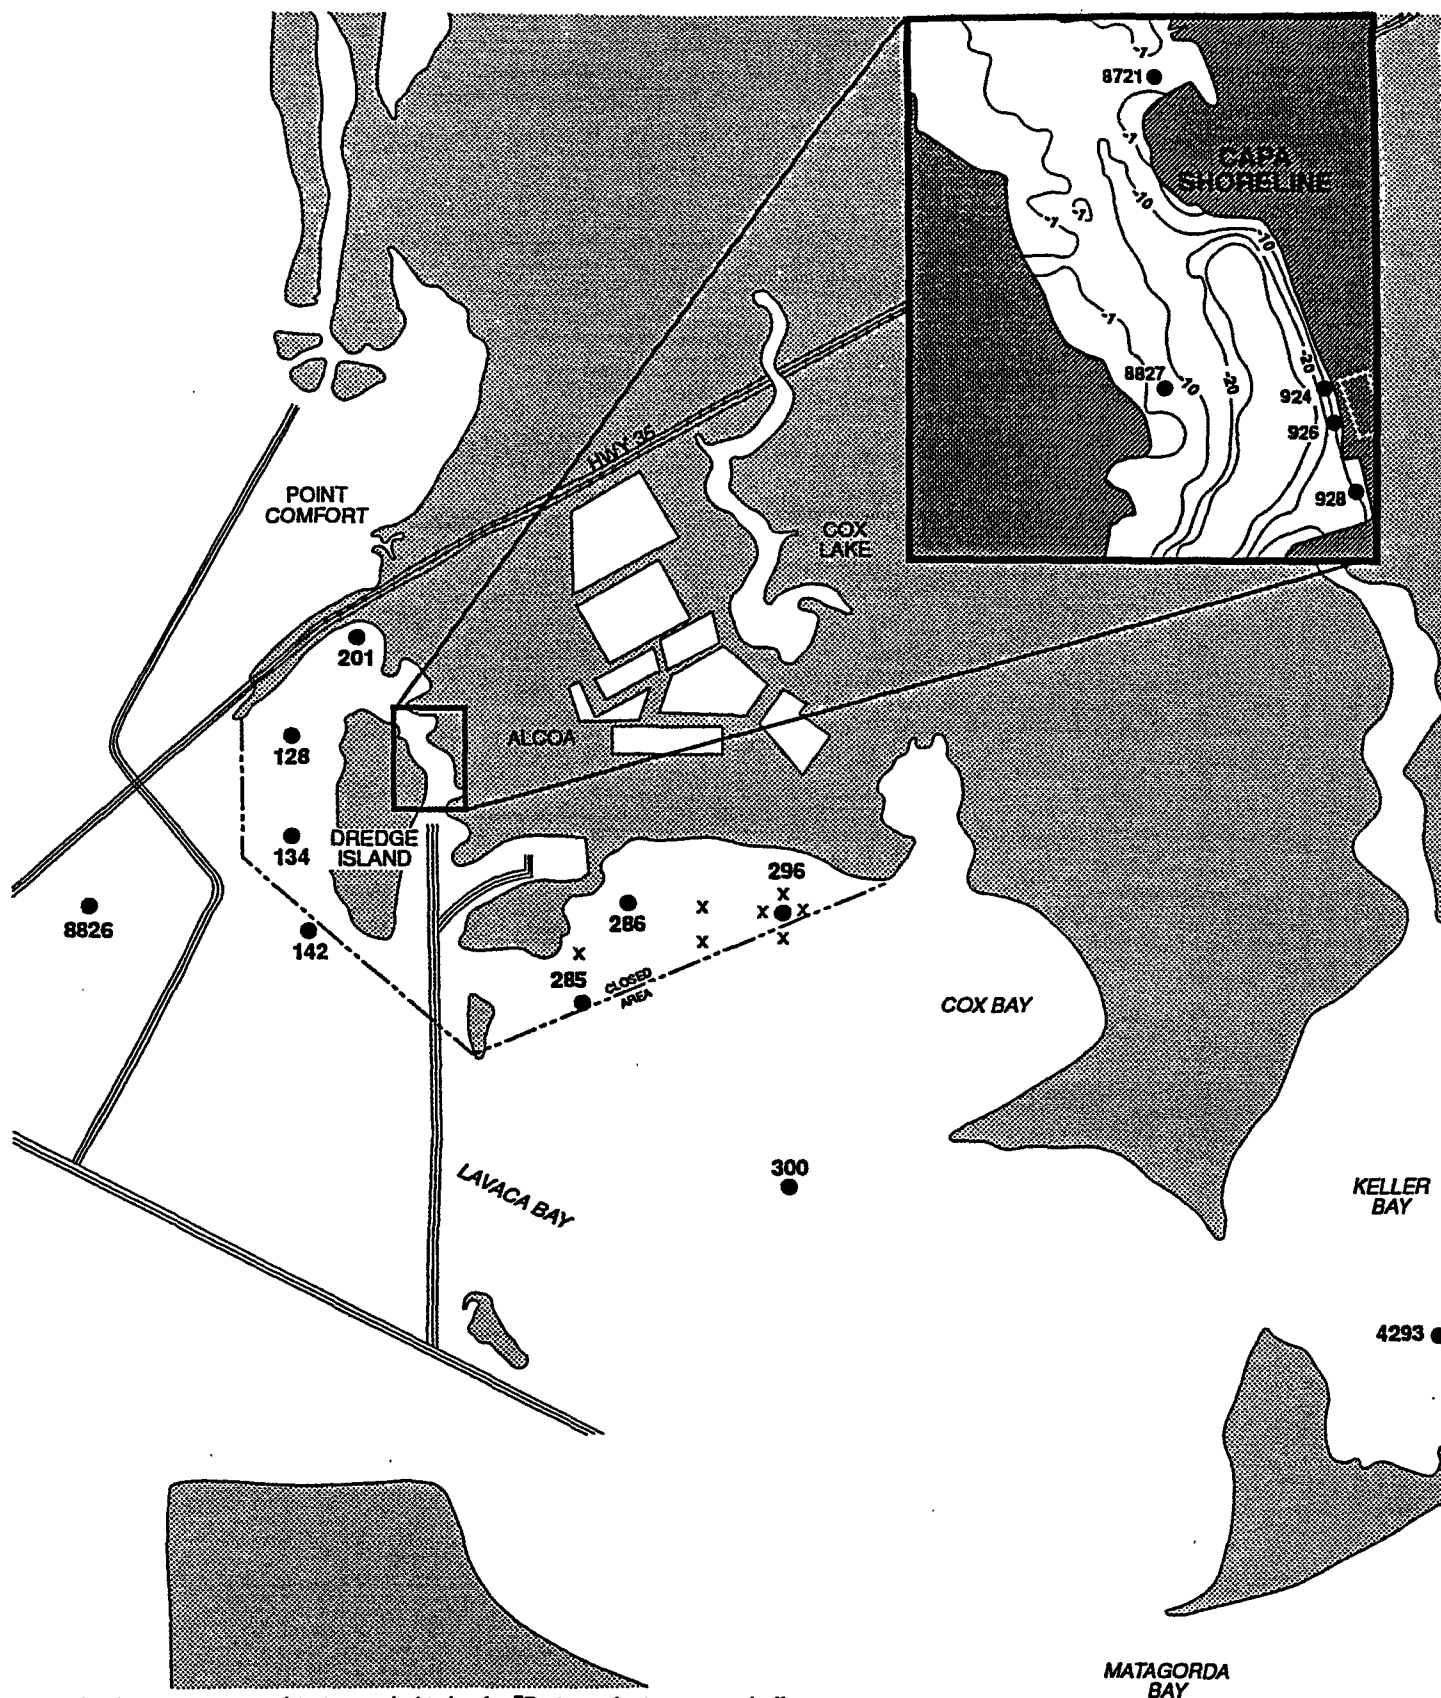 -7
8721
-7
CAPA
SHORELINE
-10
-7
-7
-10
-7
8827
-10
-20
-20
924
926
928
HWY 35
POINT
COMFORT
COX
LAKE
201
128
ALCOA
134
DREDGE
ISLAND
296
X
X
X
X
X
8826
142
286
X
X
X
285
CLOSED
AREA
COX BAY
300
LAVACA BAY
KELLER
BAY
4293
MATAGORDA
BAY